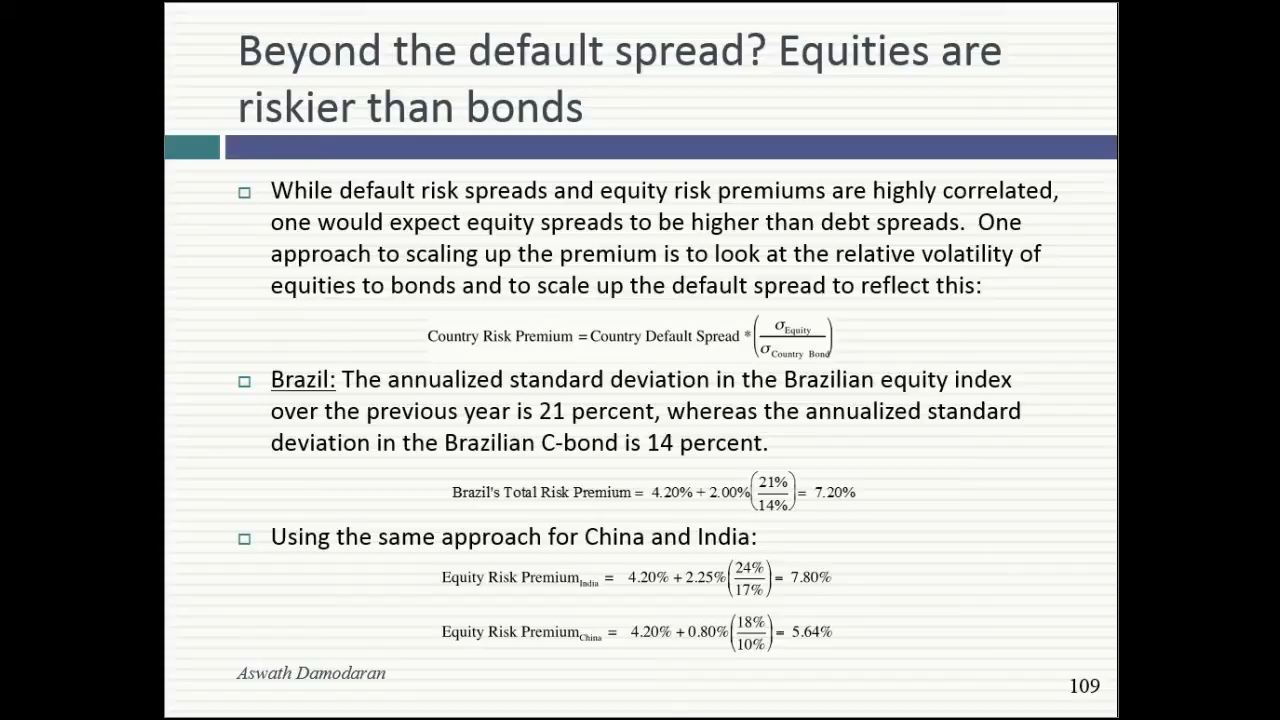 Beyond the default spread? Equities are
riskier than bonds
While default risk spreads and equity risk premiums are highly correlated,
one would expect equity spreads to be higher than debt spreads.  One
approach to scaling up the premium is to look at the relative volatility of
equities to bonds and to scale up the default spread to reflect this:
Country Risk Premium = Country Default Spread * (σ Equity / σ Country Bond)
Brazil: The annualized standard deviation in the Brazilian equity index
over the previous year is 21 percent, whereas the annualized standard
deviation in the Brazilian C-bond is 14 percent.
Brazil's Total Risk Premium = 4.20% + 2.00% (21% / 14%) = 7.20%
Using the same approach for China and India:
Equity Risk Premium India = 4.20% + 2.25% (24% / 17%) = 7.80%
Equity Risk Premium China = 4.20% + 0.80% (18% / 10%) = 5.64%
Aswath Damodaran
109